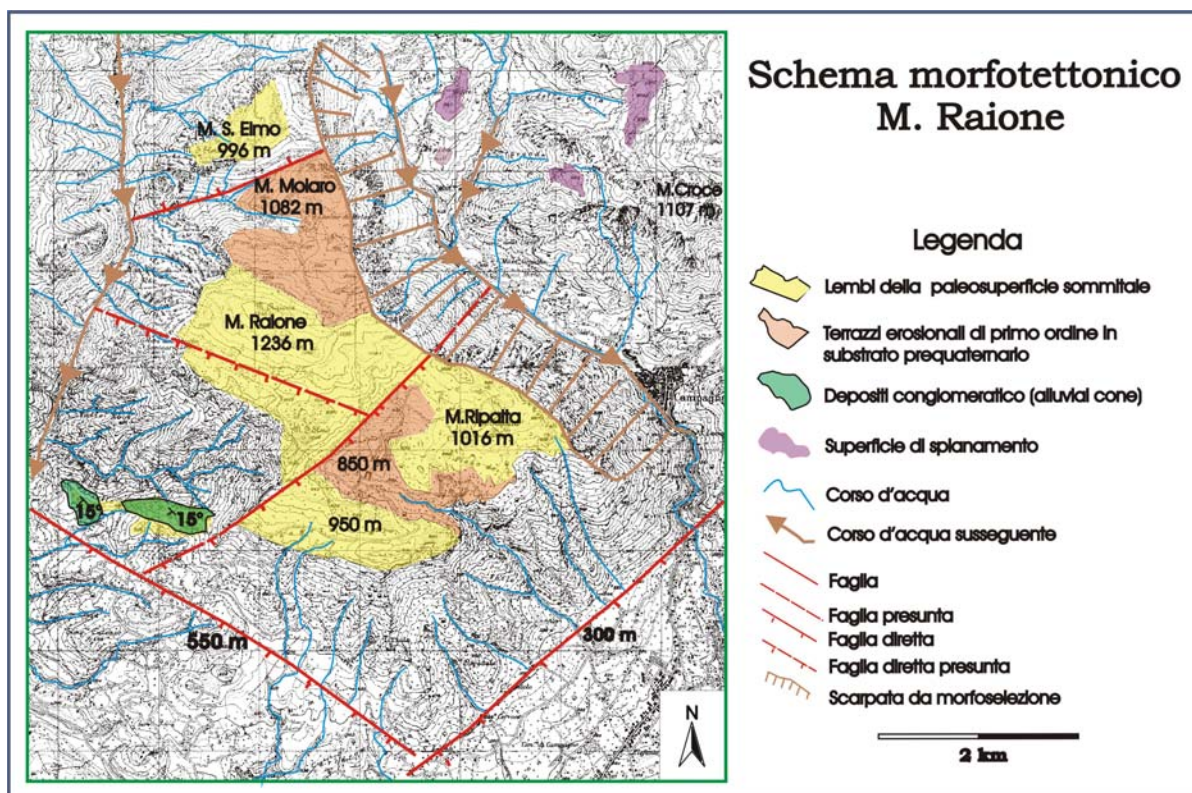 Schema morfotettonico
M. Raione
M. S. Elmo
996 m
M. Molaro
1082 m
M.Croce
1107 m
M. Raione
1236 m
M.Ripalta
1016 m
850 m
950 m
15°
15°
550 m
300 m
Campagna
N
Legenda
Lembi della paleosuperficie sommitale
Terrazzi erosionali di primo ordine in
substrato prequaternario
Depositi conglomeratico (alluvial cone)
Superficie di spianamento
Corso d'acqua
Corso d'acqua susseguente
Faglia
Faglia presunta
Faglia diretta
Faglia diretta presunta
Scarpata da morfoselezione
2 km